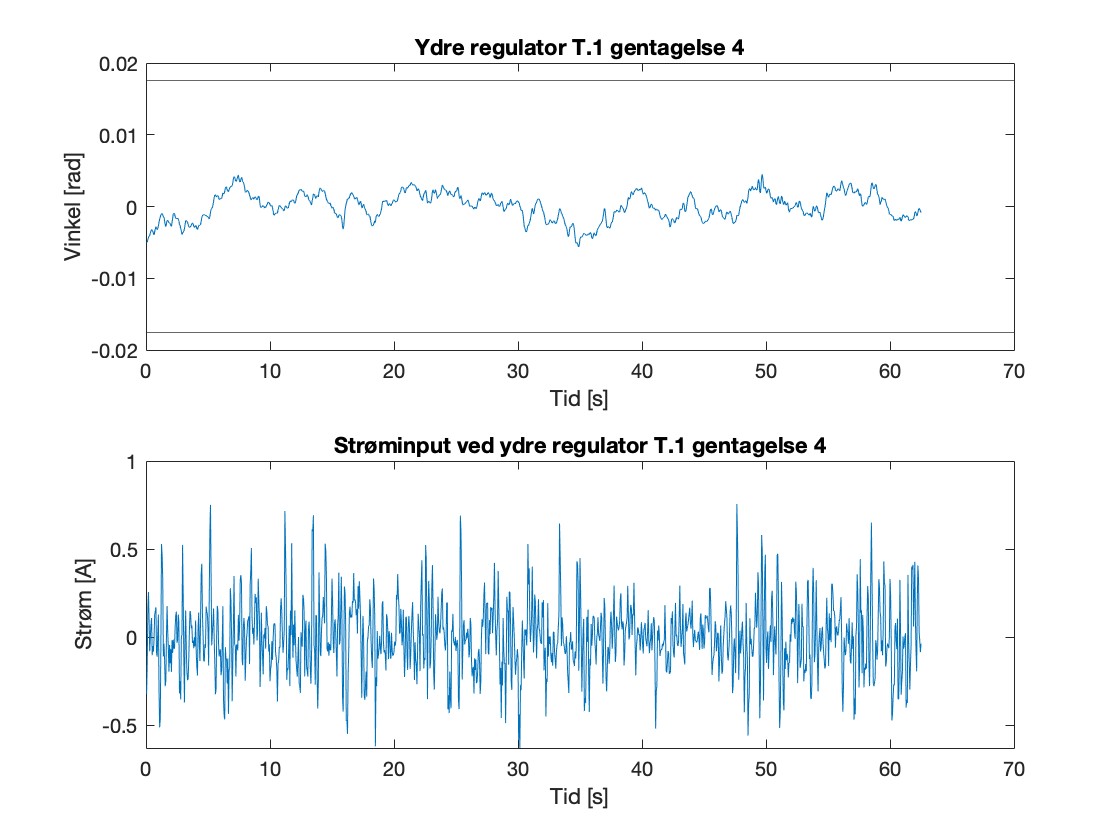 Ydre regulator T.1 gentagelse 4
0.02
0.01
0
-0.01
-0.02
Vinkel [rad]
0 10 20 30 40 50 60 70
Tid [s]
Strøminput ved ydre regulator T.1 gentagelse 4
1
0.5
0
-0.5
Strøm [A]
0 10 20 30 40 50 60 70
Tid [s]